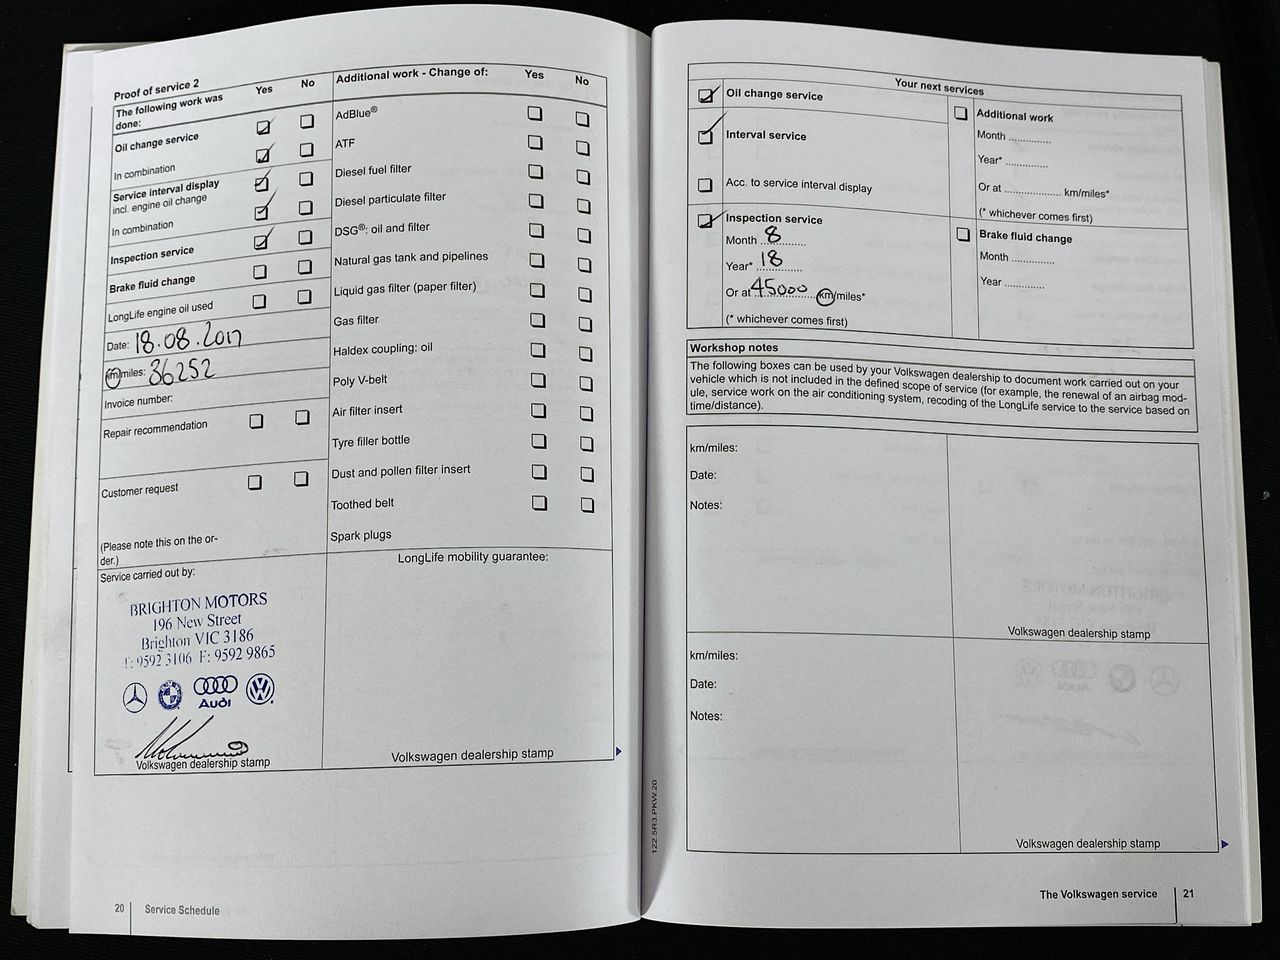 Proof of service 2
The following work was done:
Yes
No
Oil change service
In combination
Service interval display
incl. engine oil change
In combination
Inspection service
Brake fluid change
LongLife engine oil used
Date: 18.08.2017
km/miles: 36252
Invoice number:
Repair recommendation
Customer request
(Please note this on the or-
der.)
Service carried out by:
BRIGHTON MOTORS
196 New Street
Brighton VIC 3186
T: 9592 3106 F: 9592 9865
Audi
Volkswagen dealership stamp
Additional work - Change of:
Yes
No
AdBlue®
ATF
Diesel fuel filter
Diesel particulate filter
DSG®: oil and filter
Natural gas tank and pipelines
Liquid gas filter (paper filter)
Gas filter
Haldex coupling: oil
Poly V-belt
Air filter insert
Tyre filler bottle
Dust and pollen filter insert
Toothed belt
Spark plugs
LongLife mobility guarantee:
Volkswagen dealership stamp
20
Service Schedule
122.5R3.PKW.20
Your next services
Oil change service
Interval service
Acc. to service interval display
Inspection service
Month 8
Year* 18
Or at 45000 km/miles*
(* whichever comes first)
Additional work
Month ............
Year* ............
Or at .................... km/miles*
(* whichever comes first)
Brake fluid change
Month ............
Year ............
Workshop notes
The following boxes can be used by your Volkswagen dealership to document work carried out on your
vehicle which is not included in the defined scope of service (for example, the renewal of an airbag mod-
ule, service work on the air conditioning system, recoding of the LongLife service to the service based on
time/distance).
km/miles:
Date:
Notes:
Volkswagen dealership stamp
km/miles:
Date:
Notes:
Volkswagen dealership stamp
The Volkswagen service
21